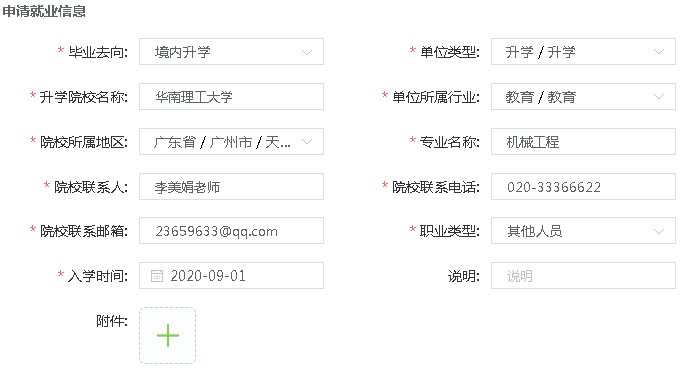 申请就业信息
* 毕业去向: 境内升学 * 单位类型: 升学 / 升学
* 升学院校名称: 华南理工大学 * 单位所属行业: 教育 / 教育
* 院校所属地区: 广东省 / 广州市 / 天... * 专业名称: 机械工程
* 院校联系人: 李美娟老师 * 院校联系电话: 020-33366622
* 院校联系邮箱: 23659633@qq.com * 职业类型: 其他人员
* 入学时间: 2020-09-01 说明: 说明
附件: